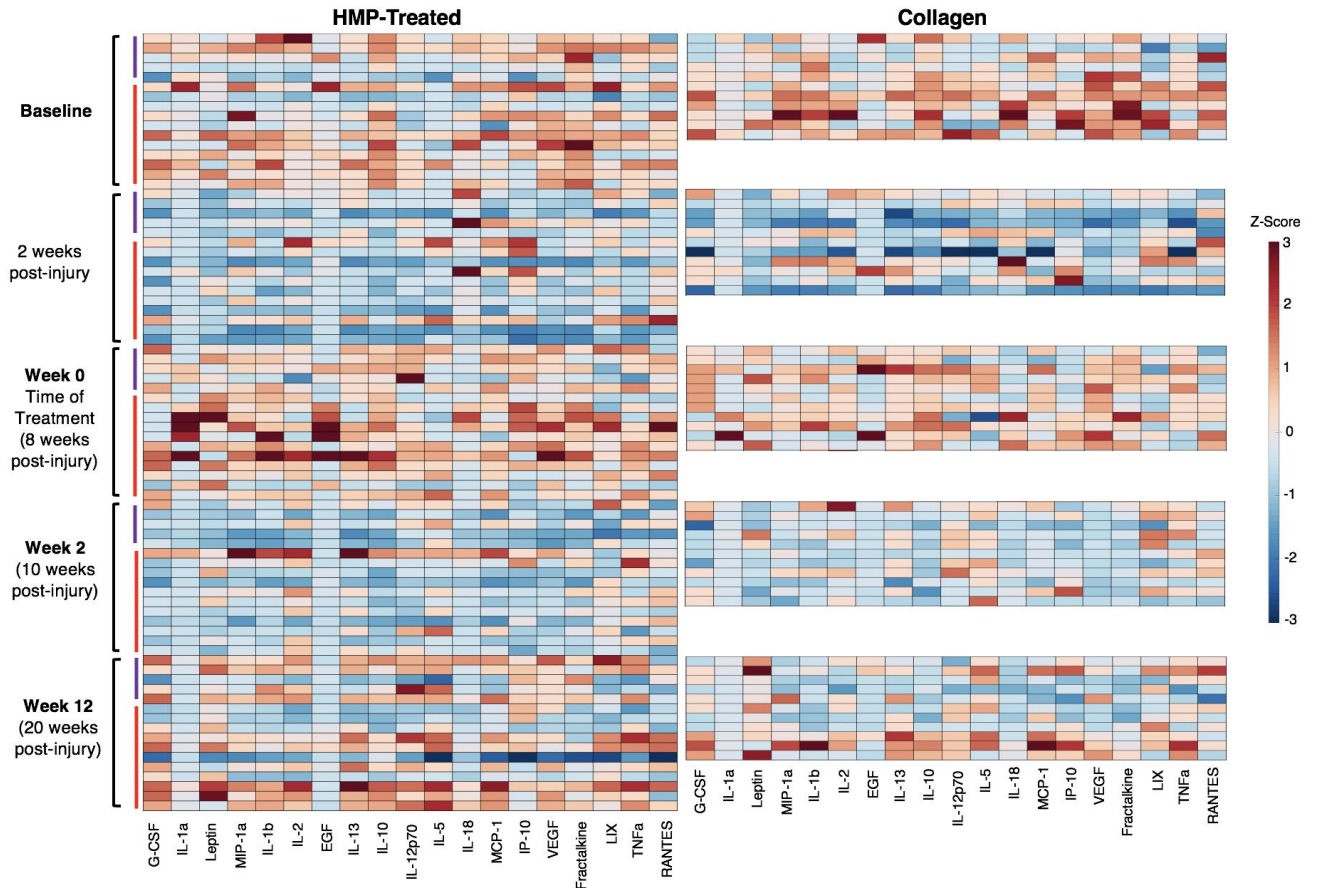 HMP-Treated
Collagen
Baseline
2 weeks
post-injury
Week 0
Time of
Treatment
(8 weeks
post-injury)
Week 2
(10 weeks
post-injury)
Week 12
(20 weeks
post-injury)
Z-Score
3
2
1
0
-1
-2
-3
G-CSF
IL-1a
Leptin
MIP-1a
IL-1b
IL-2
EGF
IL-13
IL-10
IL-12p70
IL-5
IL-18
MCP-1
IP-10
VEGF
Fractalkine
LIX
TNFa
RANTES
G-CSF
IL-1a
Leptin
MIP-1a
IL-1b
IL-2
EGF
IL-13
IL-10
IL-12p70
IL-5
IL-18
MCP-1
IP-10
VEGF
Fractalkine
LIX
TNFa
RANTES